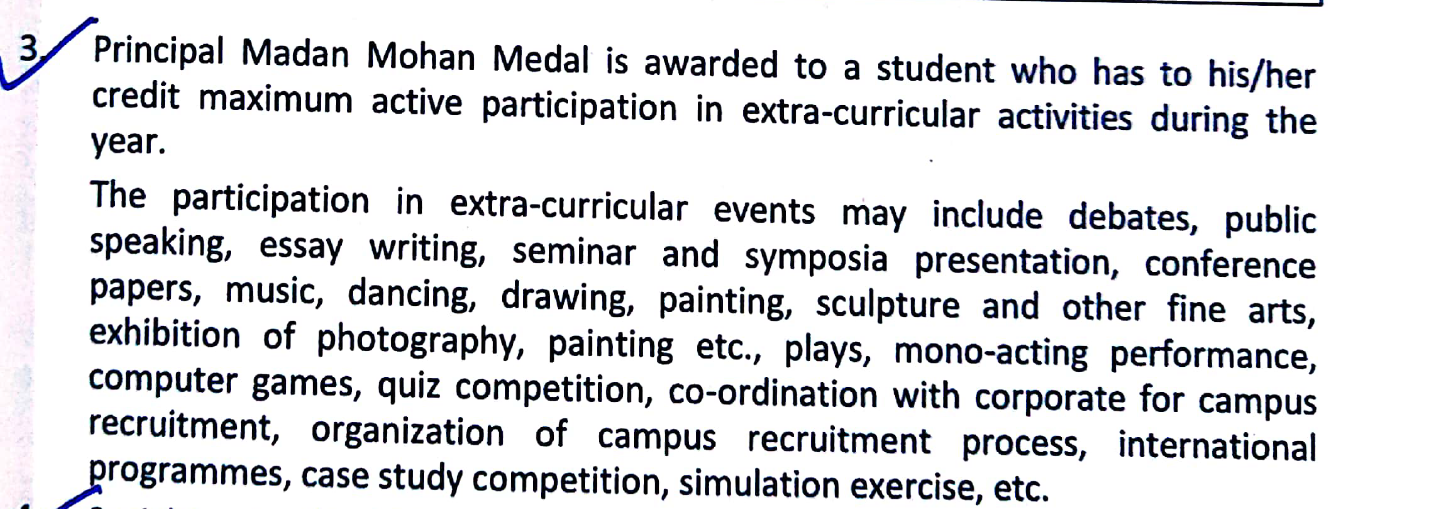 3. Principal Madan Mohan Medal is awarded to a student who has to his/her
credit maximum active participation in extra-curricular activities during the
year.
The participation in extra-curricular events may include debates, public
speaking, essay writing, seminar and symposia presentation, conference
papers, music, dancing, drawing, painting, sculpture and other fine arts,
exhibition of photography, painting etc., plays, mono-acting performance,
computer games, quiz competition, co-ordination with corporate for campus
recruitment, organization of campus recruitment process, international
programmes, case study competition, simulation exercise, etc.